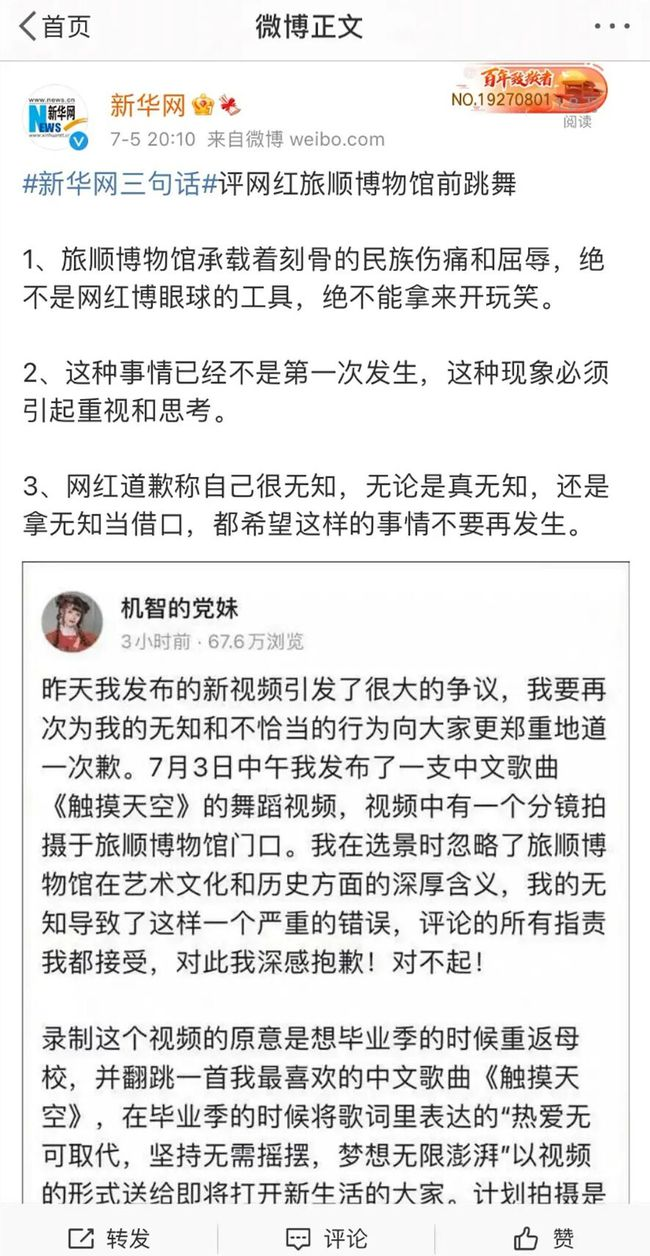 首页
微博正文
新华网
www.news.cn
新华网
NEWS
www.xinhuanet.com
7-5 20:10 来自微博 weibo.com
百年致敬者
NO.19270801
阅读
#新华网三句话#评网红旅顺博物馆前跳舞
1、旅顺博物馆承载着刻骨的民族伤痛和屈辱，绝
不是网红博眼球的工具，绝不能拿来开玩笑。
2、这种事情已经不是第一次发生，这种现象必须
引起重视和思考。
3、网红道歉称自己很无知，无论是真无知，还是
拿无知当借口，都希望这样的事情不要再发生。
机智的党妹
3小时前 · 67.6万浏览
昨天我发布的新视频引发了很大的争议，我要再
次为我的无知和不恰当的行为向大家更郑重地道
一次歉。7月3日中午我发布了一支中文歌曲
《触摸天空》的舞蹈视频，视频中有一个分镜拍
摄于旅顺博物馆门口。我在选景时忽略了旅顺博
物馆在艺术文化和历史方面的深厚含义，我的无
知导致了这样一个严重的错误，评论的所有指责
我都接受，对此我深感抱歉！对不起！
录制这个视频的原意是想毕业季的时候重返母
校，并翻跳一首我最喜欢的中文歌曲《触摸天
空》，在毕业季的时候将歌词里表达的“热爱无
可取代，坚持无需摇摆，梦想无限澎湃”以视频
的形式送给即将打开新生活的大家。计划拍摄是
转发
评论
赞